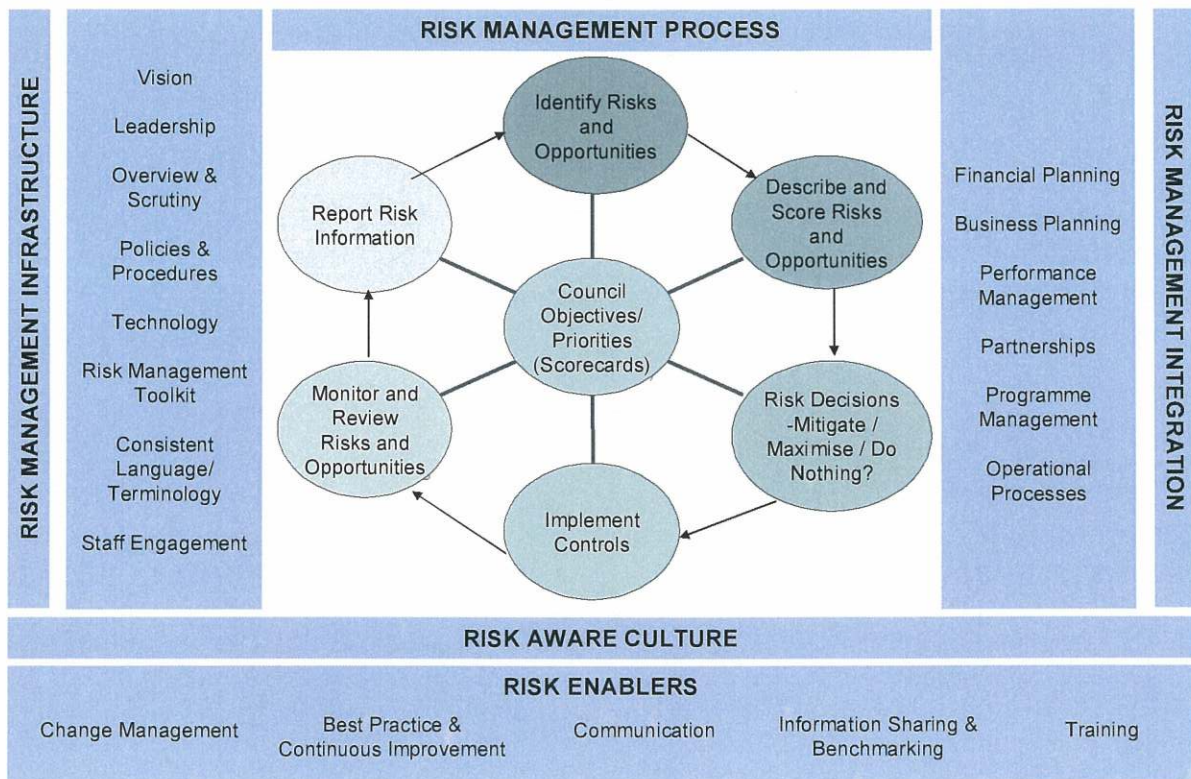 RISK MANAGEMENT PROCESS
RISK MANAGEMENT INFRASTRUCTURE
Vision
Leadership
Overview &
Scrutiny
Policies &
Procedures
Technology
Risk Management
Toolkit
Consistent
Language/
Terminology
Staff Engagement
Identify Risks
and
Opportunities
Describe and
Score Risks
and
Opportunities
Risk Decisions
-Mitigate /
Maximise / Do
Nothing?
Implement
Controls
Monitor and
Review
Risks and
Opportunities
Report Risk
Information
Council
Objectives/
Priorities
(Scorecards)
Financial Planning
Business Planning
Performance
Management
Partnerships
Programme
Management
Operational
Processes
RISK MANAGEMENT INTEGRATION
RISK AWARE CULTURE
RISK ENABLERS
Change Management
Best Practice &
Continuous Improvement
Communication
Information Sharing &
Benchmarking
Training